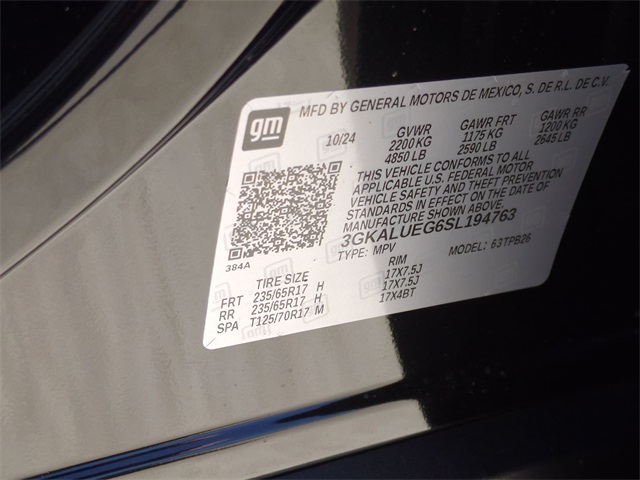 gm
MFD BY GENERAL MOTORS DE MEXICO, S. DE R.L. DE C.V.
10/24 GVWR GAWR FRT GAWR RR
2200 KG 1175 KG 1200 KG
4850 LB 2590 LB 2645 LB
THIS VEHICLE CONFORMS TO ALL
APPLICABLE U.S. FEDERAL MOTOR
VEHICLE SAFETY AND THEFT PREVENTION
STANDARDS IN EFFECT ON THE DATE OF
MANUFACTURE SHOWN ABOVE.
3GKALUEG6SL194763
384A TYPE: MPV MODEL: 63TPB26
TIRE SIZE RIM
FRT 235/65R17 H 17X7.5J
RR 235/65R17 H 17X7.5J
SPA T125/70R17 M 17X4BT